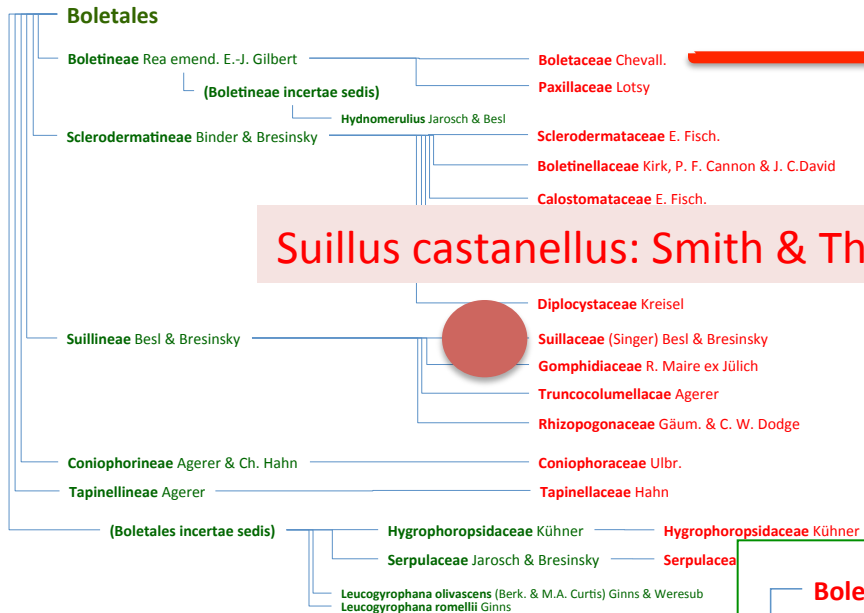 Boletales
Boletineae Rea emend. E.-J. Gilbert
Boletaceae Chevall.
Paxillaceae Lotsy
(Boletineae incertae sedis)
Hydnomerulius Jarosch & Besl
Sclerodermatineae Binder & Bresinsky
Sclerodermataceae E. Fisch.
Boletinellaceae Kirk, P. F. Cannon & J. C.David
Calostomataceae E. Fisch.
Suillus castanellus: Smith & Th
Diplocystaceae Kreisel
Suillineae Besl & Bresinsky
Suillaceae (Singer) Besl & Bresinsky
Gomphidiaceae R. Maire ex Jülich
Truncocolumellacae Agerer
Rhizopogonaceae Gäum. & C. W. Dodge
Coniophorineae Agerer & Ch. Hahn
Coniophoraceae Ulbr.
Tapinellineae Agerer
Tapinellaceae Hahn
(Boletales incertae sedis)
Hygrophoropsidaceae Kühner
Hygrophoropsidaceae Kühner
Serpulaceae Jarosch & Bresinsky
Serpulacea
Leucogyrophana olivascens (Berk. & M.A. Curtis) Ginns & Weresub
Leucogyrophana romellii Ginns
Bole